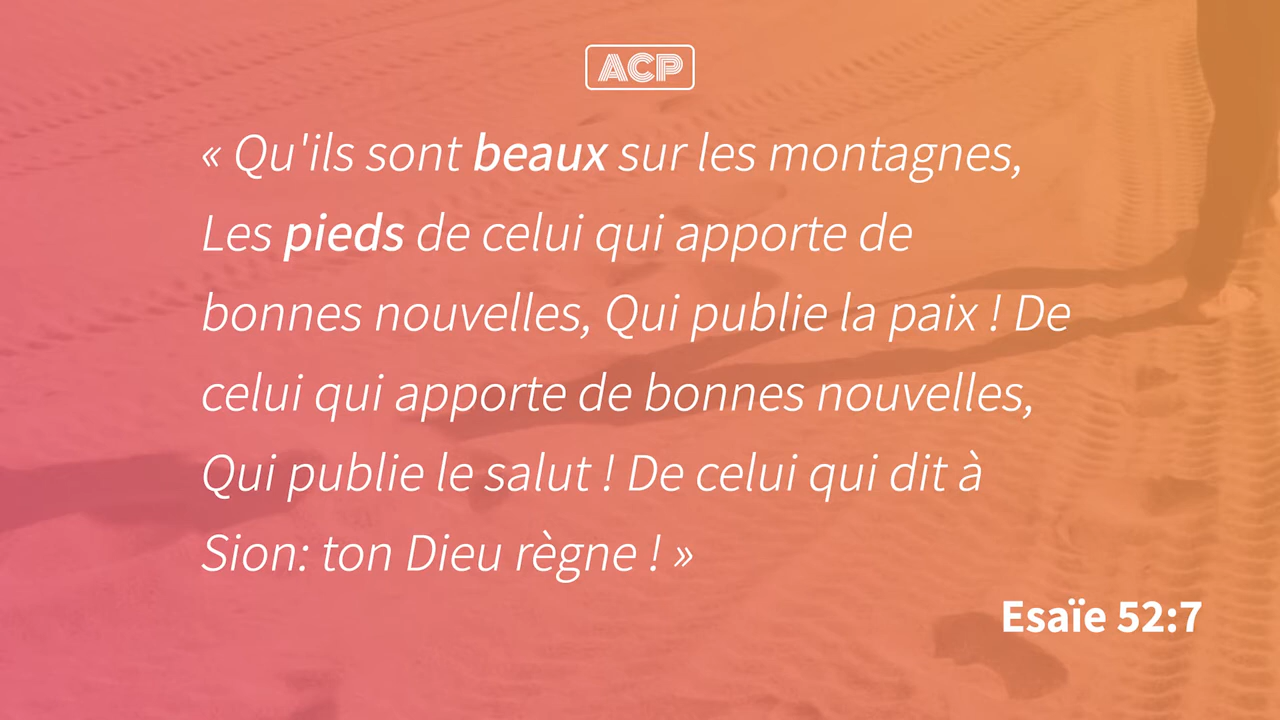 ACP
« Qu'ils sont beaux sur les montagnes,
Les pieds de celui qui apporte de
bonnes nouvelles, Qui publie la paix ! De
celui qui apporte de bonnes nouvelles,
Qui publie le salut ! De celui qui dit à
Sion: ton Dieu règne ! »
Esaïe 52:7